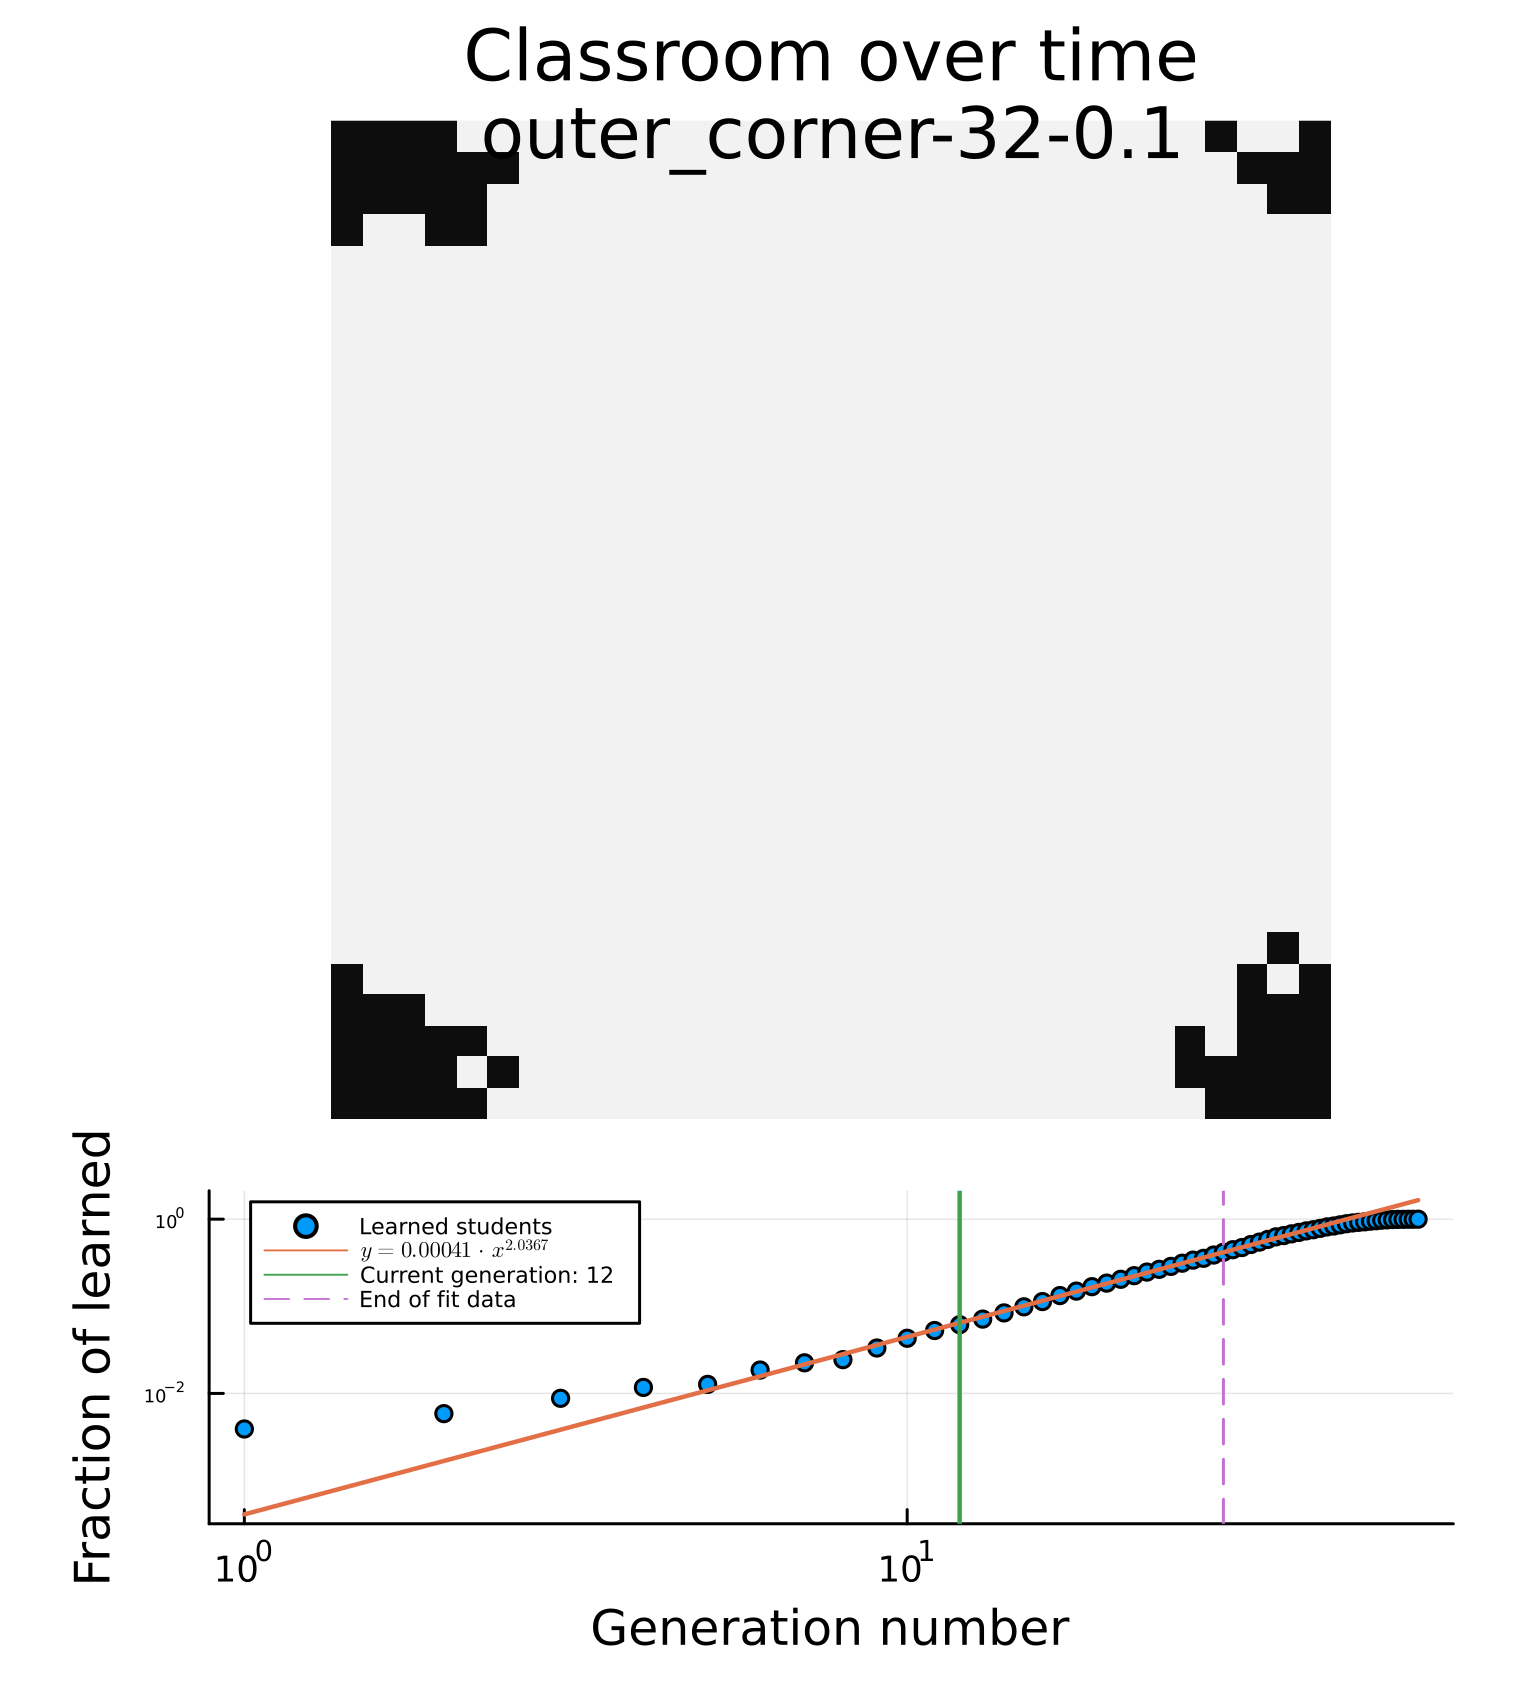 Classroom over time
outer_corner-32-0.1
Fraction of learned
10^0
10^−2
Learned students
y = 0.00041 · x^2.0367
Current generation: 12
End of fit data
10^0
10^1
Generation number